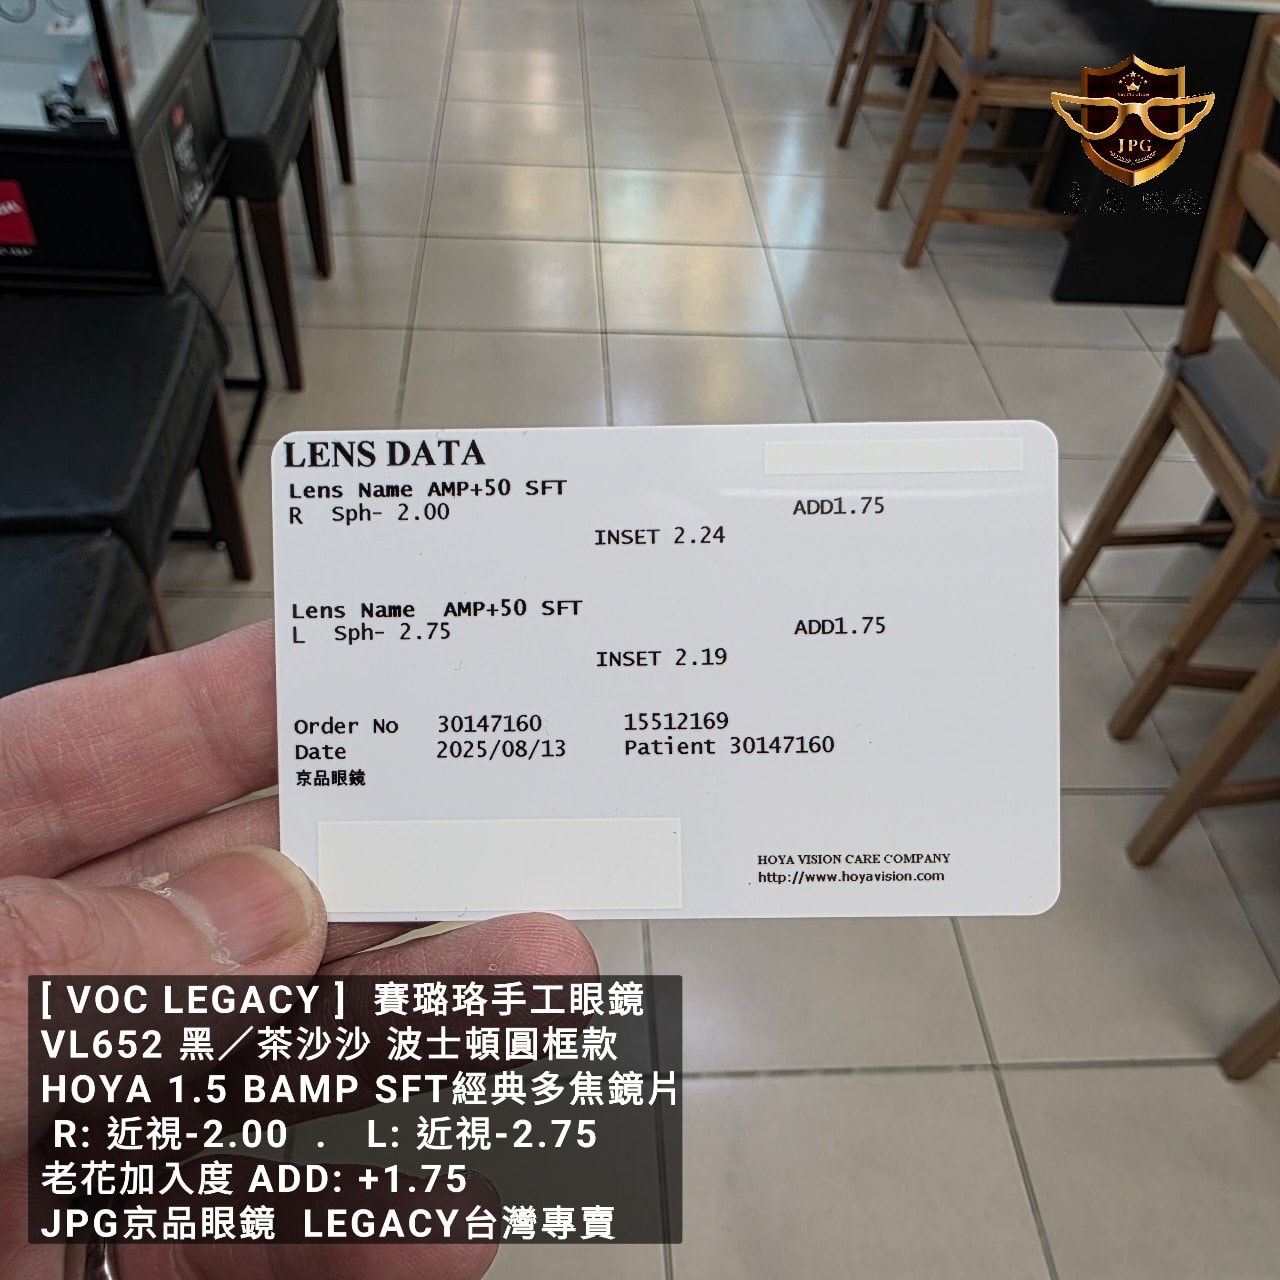 JPG
京品眼鏡
LENS DATA
Lens Name AMP+50 SFT
R Sph- 2.00 ADD1.75
INSET 2.24
Lens Name AMP+50 SFT
L Sph- 2.75 ADD1.75
INSET 2.19
Order No 30147160 15512169
Date 2025/08/13 Patient 30147160
京品眼鏡
HOYA VISION CARE COMPANY
http://www.hoyavision.com
[ VOC LEGACY ] 賽璐珞手工眼鏡
VL652 黑／茶沙沙 波士頓圓框款
HOYA 1.5 BAMP SFT經典多焦鏡片
R: 近視-2.00 . L: 近視-2.75
老花加入度 ADD: +1.75
JPG京品眼鏡 LEGACY台灣專賣